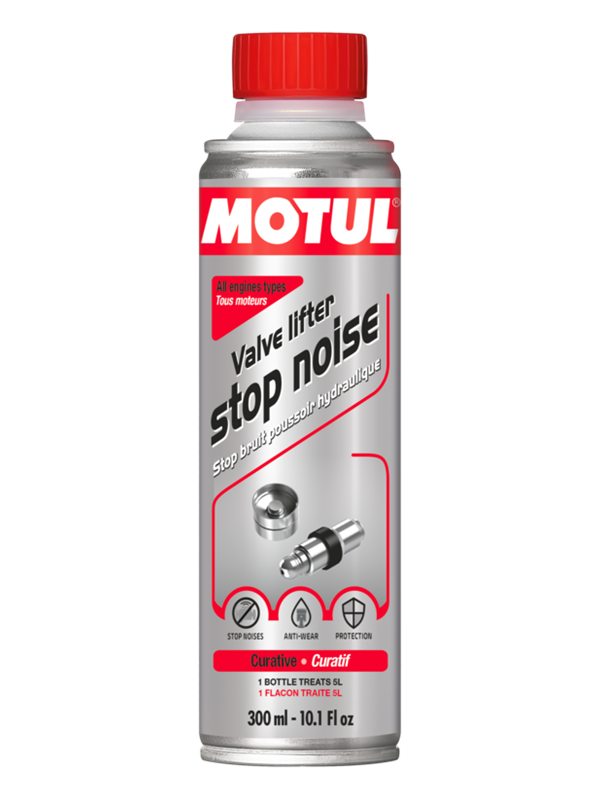 MOTUL®
All engines types
Tous moteurs
Valve lifter
stop noise
Stop bruit poussoir hydraulique
STOP NOISES
ANTI-WEAR
PROTECTION
Curative • Curatif
1 BOTTLE TREATS 5L
1 FLACON TRAITE 5L
300 ml - 10.1 Fl oz